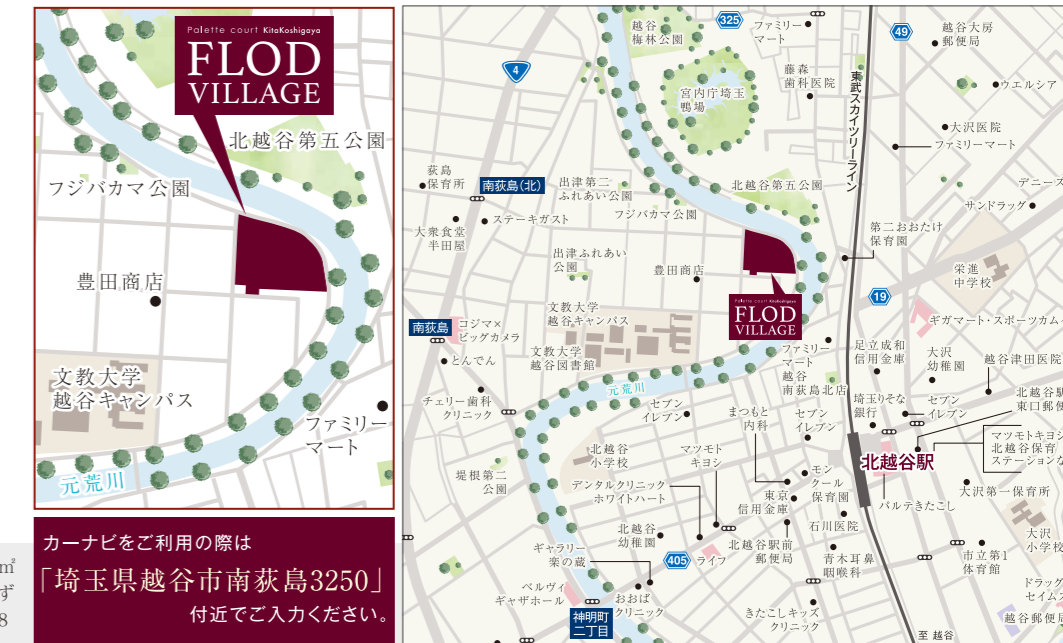 Palette court KitaKoshigaya
FLOD
VILLAGE
北越谷第五公園
フジバカマ公園
豊田商店
文教大学
越谷キャンパス
ファミリー
マート
元荒川
カーナビをご利用の際は
「埼玉県越谷市南荻島3250」
付近でご入力ください。
㎡
ず
8
越谷
梅林公園
325
ファミリー
マート
49
越谷大房
郵便局
4
宮内庁埼玉
鴨場
藤森
歯科医院
東武スカイツリーライン
ウエルシア
大沢医院
ファミリーマート
荻島
保育所
南荻島(北)
出津第二
ふれあい公園
フジバカマ公園
北越谷第五公園
デニーズ
サンドラッグ
大衆食堂
半田屋
ステーキガスト
出津ふれあい
公園
豊田商店
第二おおたけ
保育園
栄進
中学校
19
Palette court KitaKoshigaya
FLOD
VILLAGE
南荻島
コジマ×
ビッグカメラ
文教大学
越谷キャンパス
ギガマート・スポーツカム
とんでん
文教大学
越谷図書館
ファミリー
マート
越谷
南荻島北店
足立成和
信用金庫
大沢
幼稚園
越谷津田医院
元荒川
チェリー歯科
クリニック
セブン
イレブン
まつもと
内科
セブン
イレブン
埼玉りそな
銀行
セブン
イレブン
北越谷駅
東口郵便
北越谷
小学校
マツモト
キヨシ
マツモトキヨシ
北越谷保育
ステーションな
北越谷駅
堤根第二
公園
デンタルクリニック
ホワイトハート
モン
クール
保育園
東京
信用金庫
パルテきたこし
大沢第一保育所
石川医院
北越谷
幼稚園
北越谷駅前
郵便局
大沢
小学校
ギャラリー
楽の蔵
405
ライフ
青木耳鼻
咽喉科
市立第1
体育館
ベルヴィ
ギャザホール
おおば
クリニック
きたこしキッズ
クリニック
ドラッグ
セイムス
神明町
二丁目
越谷郵便局
至 越谷